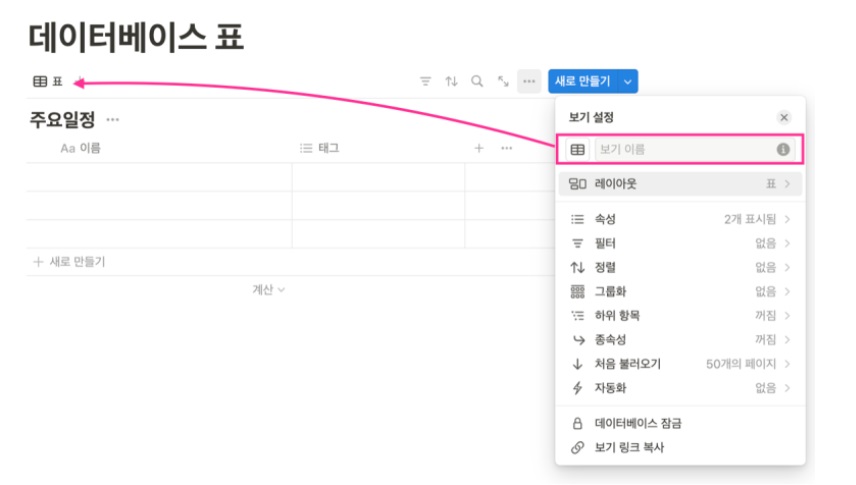 데이터베이스 표
표
새로 만들기
주요일정 ...
Aa 이름
태그
+ ...
+ 새로 만들기
계산
보기 설정
보기 이름
레이아웃 표
속성 2개 표시됨
필터 없음
정렬 없음
그룹화 없음
하위 항목 꺼짐
종속성 꺼짐
처음 불러오기 50개의 페이지
자동화 없음
데이터베이스 잠금
보기 링크 복사